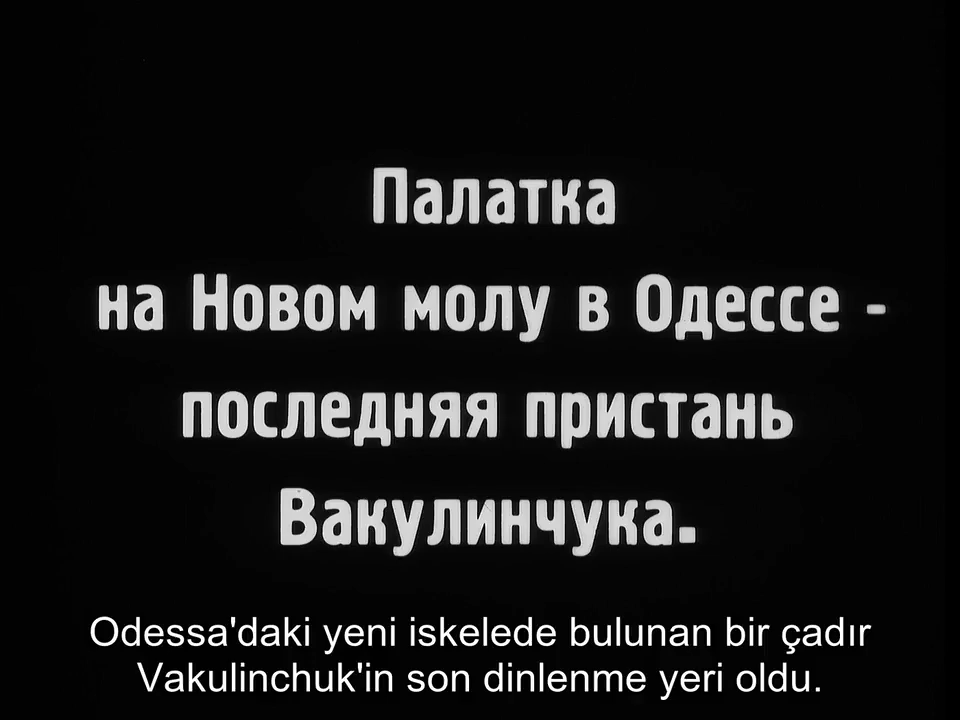 Палатка
на Новом молу в Одессе -
последняя пристань
Вакулинчука.
Odessa'daki yeni iskelede bulunan bir çadır
Vakulinchuk'in son dinlenme yeri oldu.